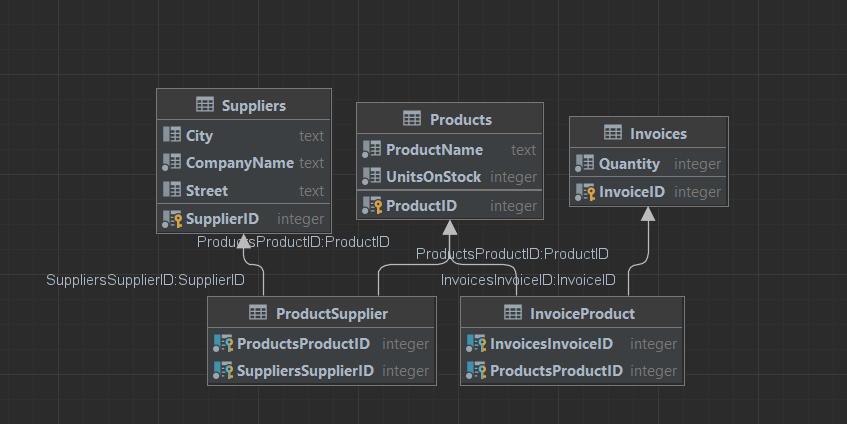 Suppliers
City text
CompanyName text
Street text
SupplierID integer
Products
ProductName text
UnitsOnStock integer
ProductID integer
Invoices
Quantity integer
InvoiceID integer
ProductsProductID:ProductID
ProductsProductID:ProductID
SuppliersSupplierID:SupplierID
InvoicesInvoiceID:InvoiceID
ProductSupplier
ProductsProductID integer
SuppliersSupplierID integer
InvoiceProduct
InvoicesInvoiceID integer
ProductsProductID integer